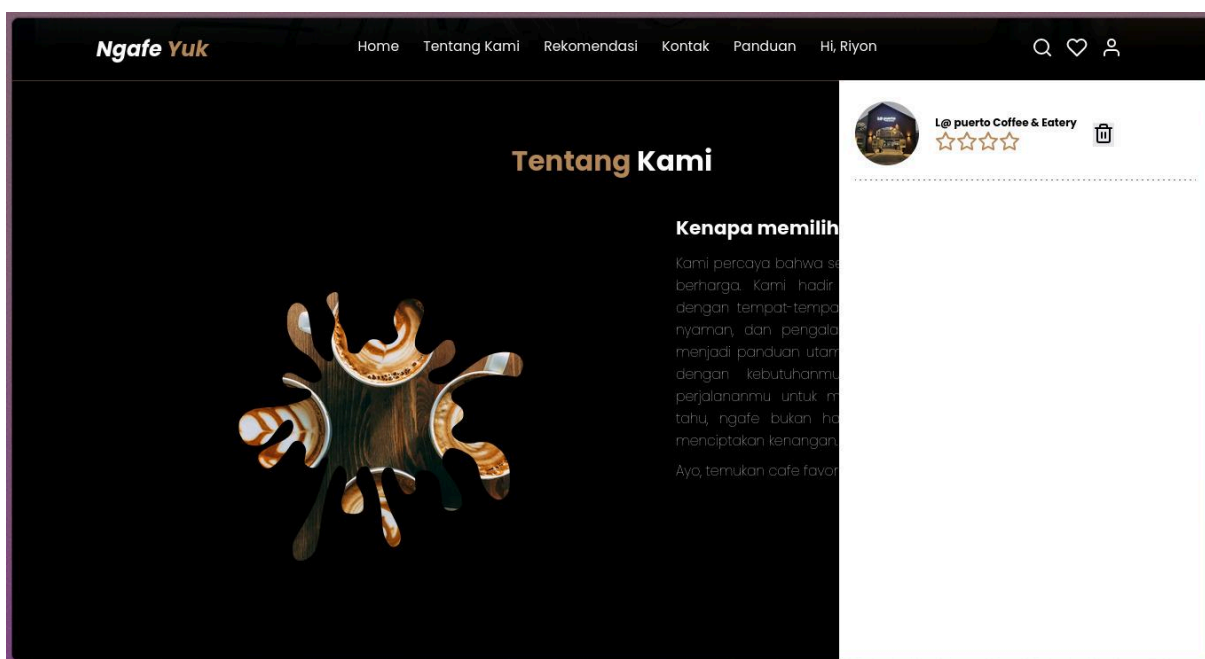 Ngafe Yuk
Home Tentang Kami Rekomendasi Kontak Panduan Hi, Riyon
L@ puerto Coffee & Eatery
Tentang Kami
Kenapa memilih
Kami percaya bahwa se
berharga. Kami hadir
dengan tempat-tempa
nyaman, dan pengala
menjadi panduan utam
dengan kebutuhanmu
perjalananmu untuk m
tahu, ngafe bukan ha
menciptakan kenangan.
Ayo, temukan cafe favor